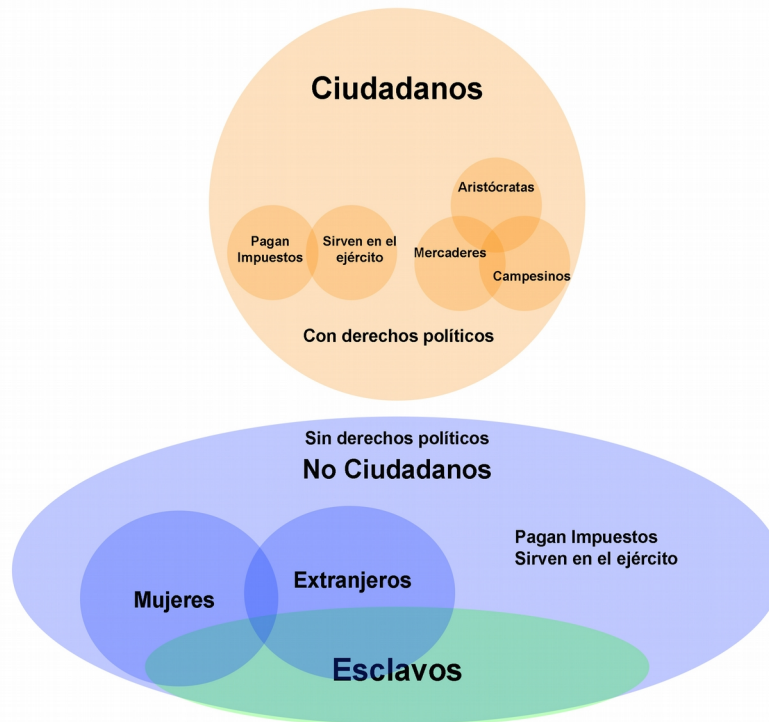 Ciudadanos
Aristócratas
Pagan
Impuestos
Sirven en el
ejército
Mercaderes
Campesinos
Con derechos políticos
Sin derechos políticos
No Ciudadanos
Pagan Impuestos
Sirven en el ejército
Extranjeros
Mujeres
Esclavos